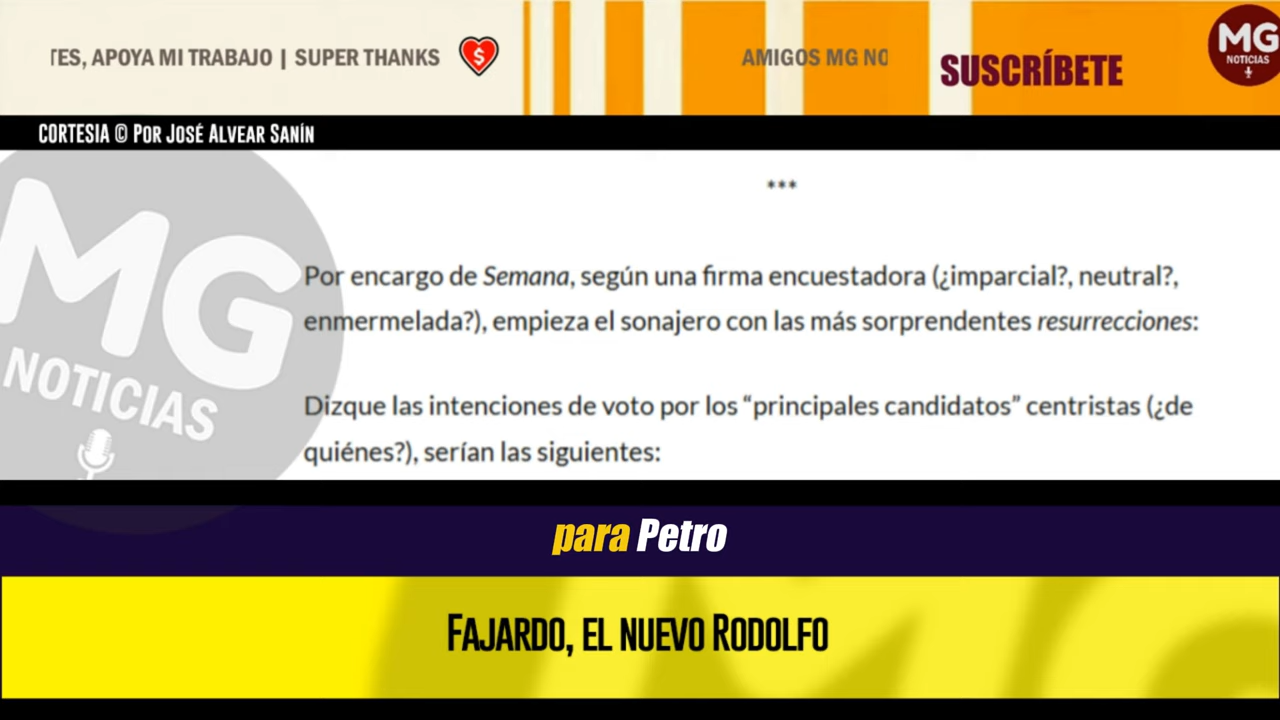 TES, APOYA MI TRABAJO | SUPER THANKS
AMIGOS MG NO
SUSCRÍBETE
MG
NOTICIAS
CORTESIA © Por José Alvear Sanín
***
MG
NOTICIAS
Por encargo de Semana, según una firma encuestadora (¿imparcial?, neutral?,
enmermelada?), empieza el sonajero con las más sorprendentes resurrecciones:
Dizque las intenciones de voto por los “principales candidatos” centristas (¿de
quiénes?), serían las siguientes:
para Petro
Fajardo, el nuevo Rodolfo